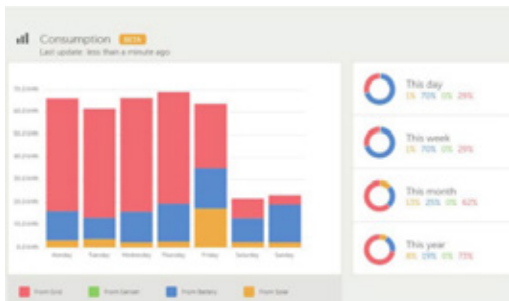 Consumption BETA
Last update: less than a minute ago
Monday Tuesday Wednesday Thursday Friday Saturday Sunday
From Grid From Genset From Battery From Solar
This day
1% 70% 0% 29%
This week
1% 70% 0% 29%
This month
13% 25% 0% 62%
This year
8% 19% 0% 73%